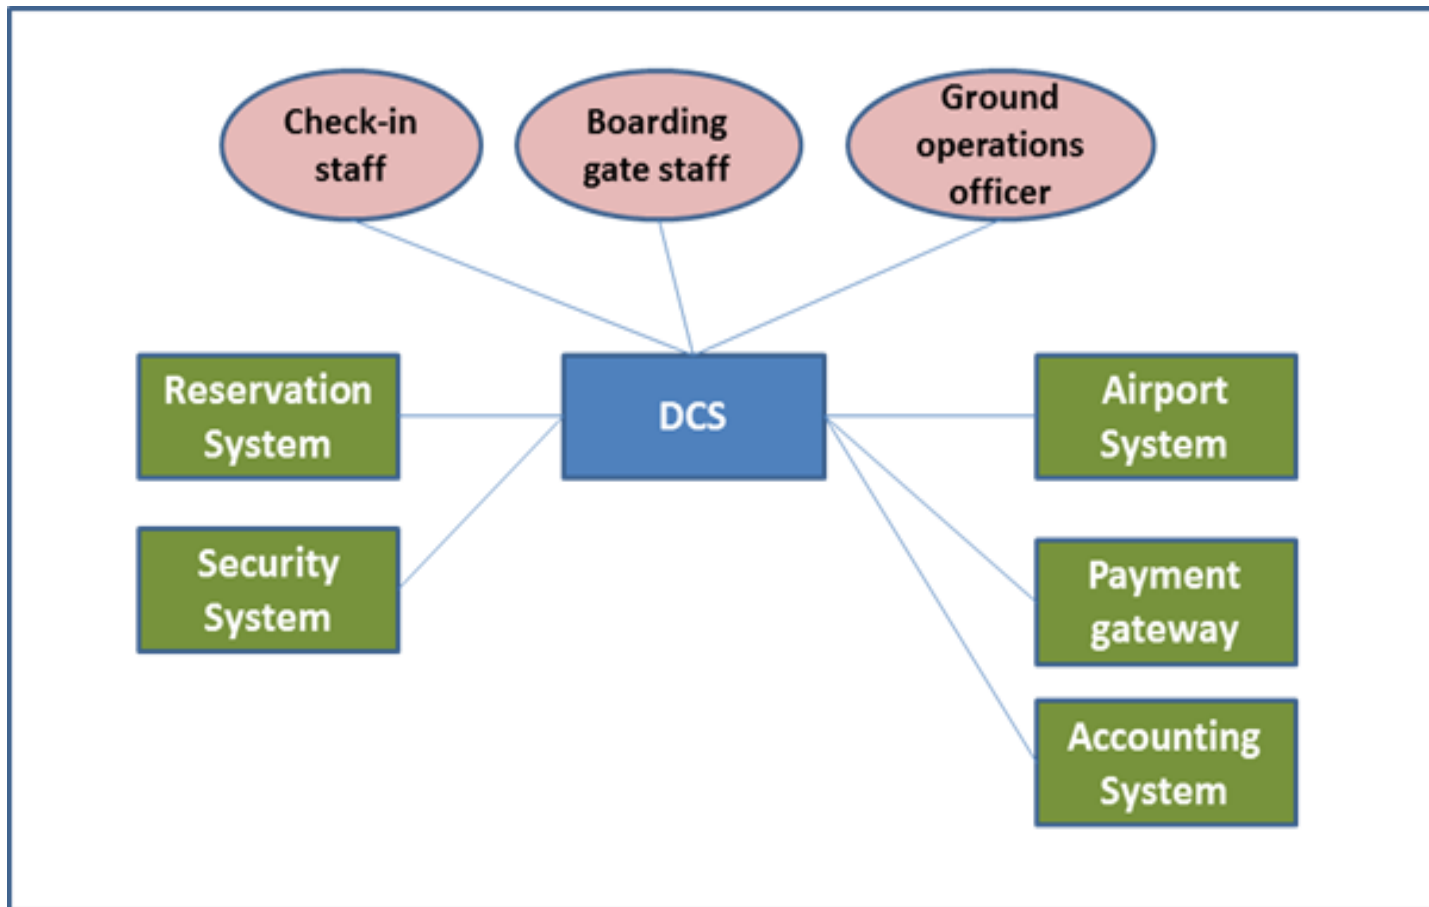 Check-in
staff
Boarding
gate staff
Ground
operations
officer
Reservation
System
DCS
Airport
System
Security
System
Payment
gateway
Accounting
System